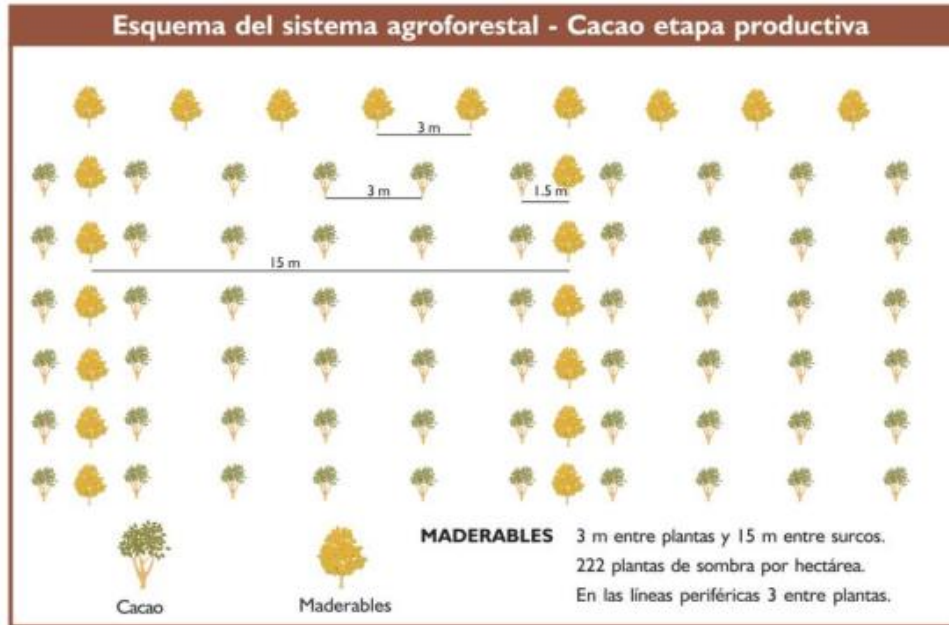 Esquema del sistema agroforestal - Cacao etapa productiva
3 m
3 m
1.5 m
15 m
MADERABLES 3 m entre plantas y 15 m entre surcos.
222 plantas de sombra por hectárea.
En las líneas periféricas 3 entre plantas.
Cacao
Maderables